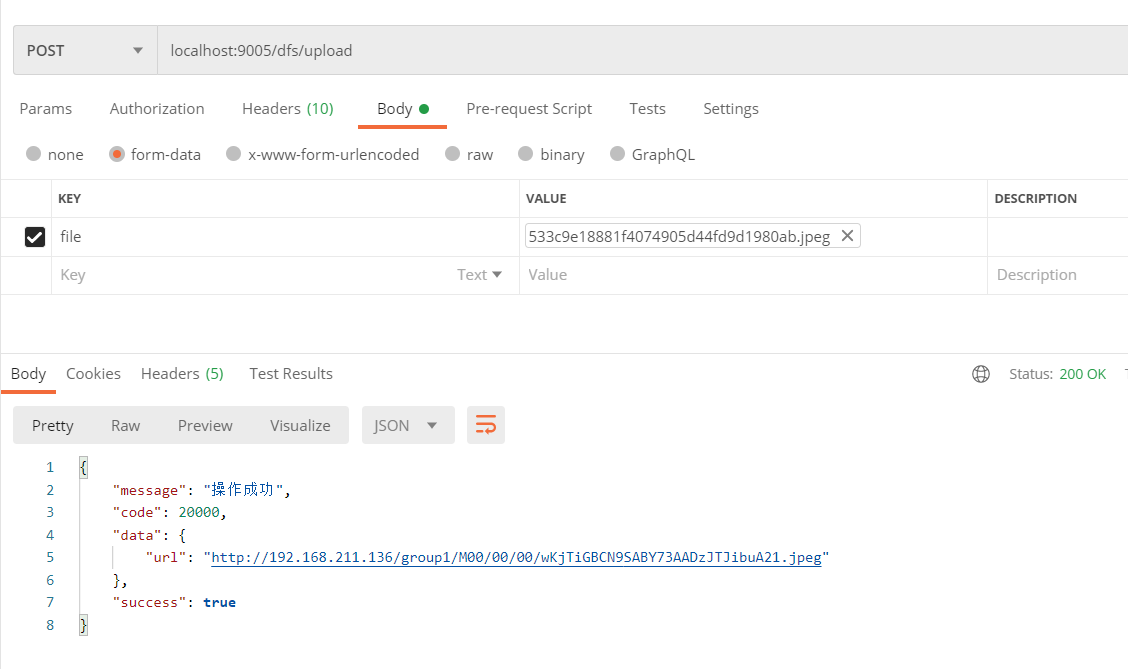 POST localhost:9005/dfs/upload
Params Authorization Headers (10) Body Pre-request Script Tests Settings
none form-data x-www-form-urlencoded raw binary GraphQL
KEY VALUE DESCRIPTION
file 533c9e18881f4074905d44fd9d1980ab.jpeg
Key Text Value Description
Body Cookies Headers (5) Test Results Status: 200 OK
Pretty Raw Preview Visualize JSON
1 {
2 "message": "操作成功",
3 "code": 20000,
4 "data": {
5 "url": "http://192.168.211.136/group1/M00/00/00/wKjTiGBCN9SABY73AADzJTJibuA21.jpeg"
6 },
7 "success": true
8 }